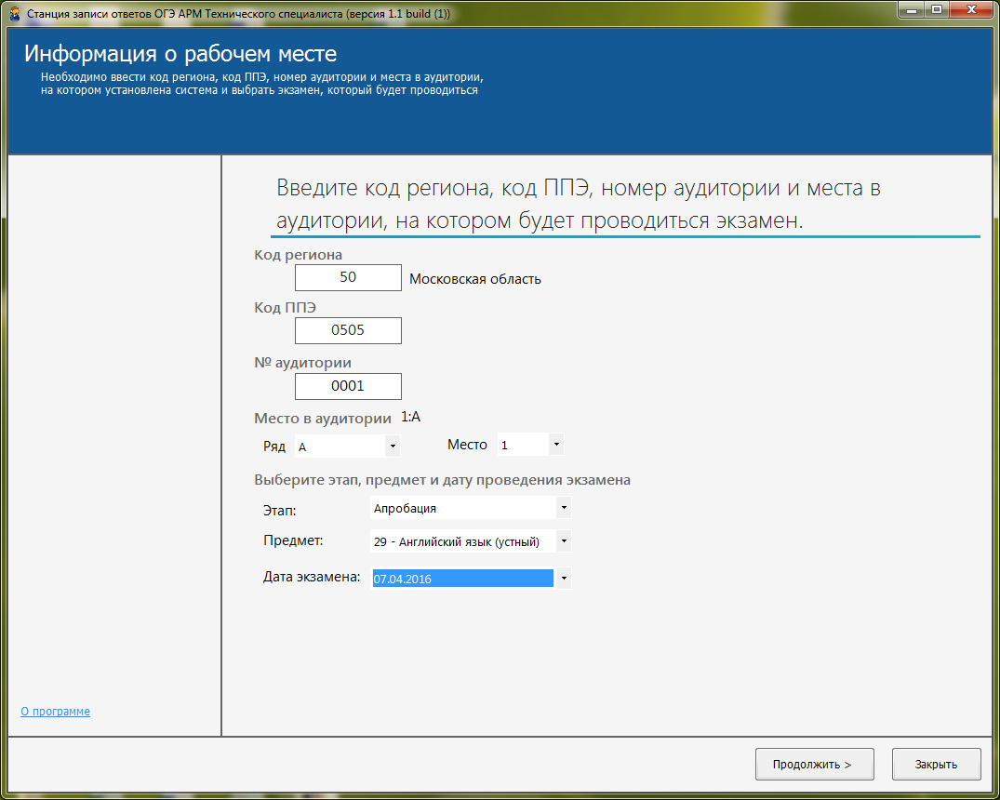 Станция записи ответов ОГЭ АРМ Технического специалиста (версия 1.1 build (1))
Информация о рабочем месте
Необходимо ввести код региона, код ППЭ, номер аудитории и места в аудитории,
на котором установлена система и выбрать экзамен, который будет проводиться
Введите код региона, код ППЭ, номер аудитории и места в
аудитории, на котором будет проводиться экзамен.
Код региона
50 Московская область
Код ППЭ
0505
№ аудитории
0001
Место в аудитории 1:А
Ряд А Место 1
Выберите этап, предмет и дату проведения экзамена
Этап: Апробация
Предмет: 29 - Английский язык (устный)
Дата экзамена: 07.04.2016
О программе
Продолжить > Закрыть